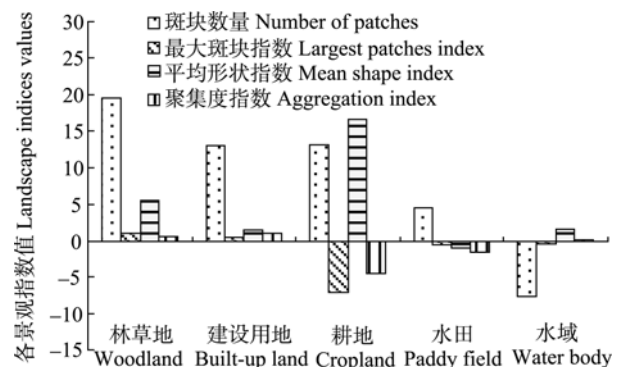 各景观指数值 Landscape indices values
30
25
20
15
10
5
0
−5
−10
−15
斑块数量 Number of patches
最大斑块指数 Largest patches index
平均形状指数 Mean shape index
聚集度指数 Aggregation index
林草地 建设用地 耕地 水田 水域
Woodland Built-up land Cropland Paddy field Water body